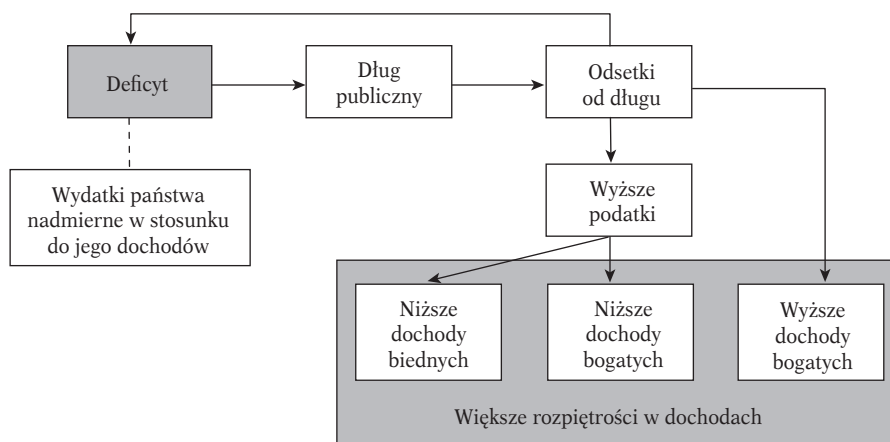 Deficyt
Dług
publiczny
Odsetki
od długu
Wydatki państwa
nadmierne w stosunku
do jego dochodów
Wyższe
podatki
Niższe
dochody
biednych
Niższe
dochody
bogatych
Wyższe
dochody
bogatych
Większe rozpiętrości w dochodach